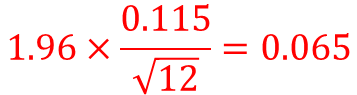 1.96 × 0.115/√12 = 0.065